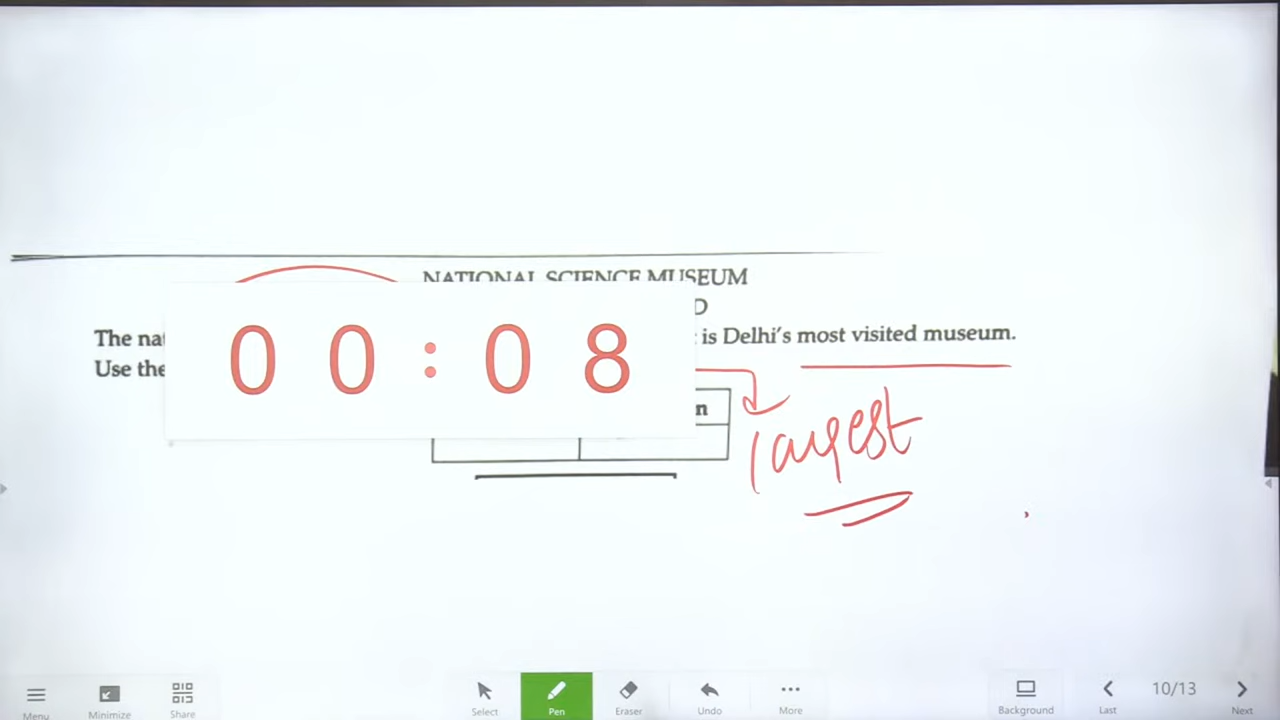 NATIONAL SCIENCE MUSEUM
is Delhi's most visited museum.
The
Use the
00:08
largest
Menu
Minimize
Share
Select
Pen
Eraser
Undo
More
Background
Last
10/13
Next